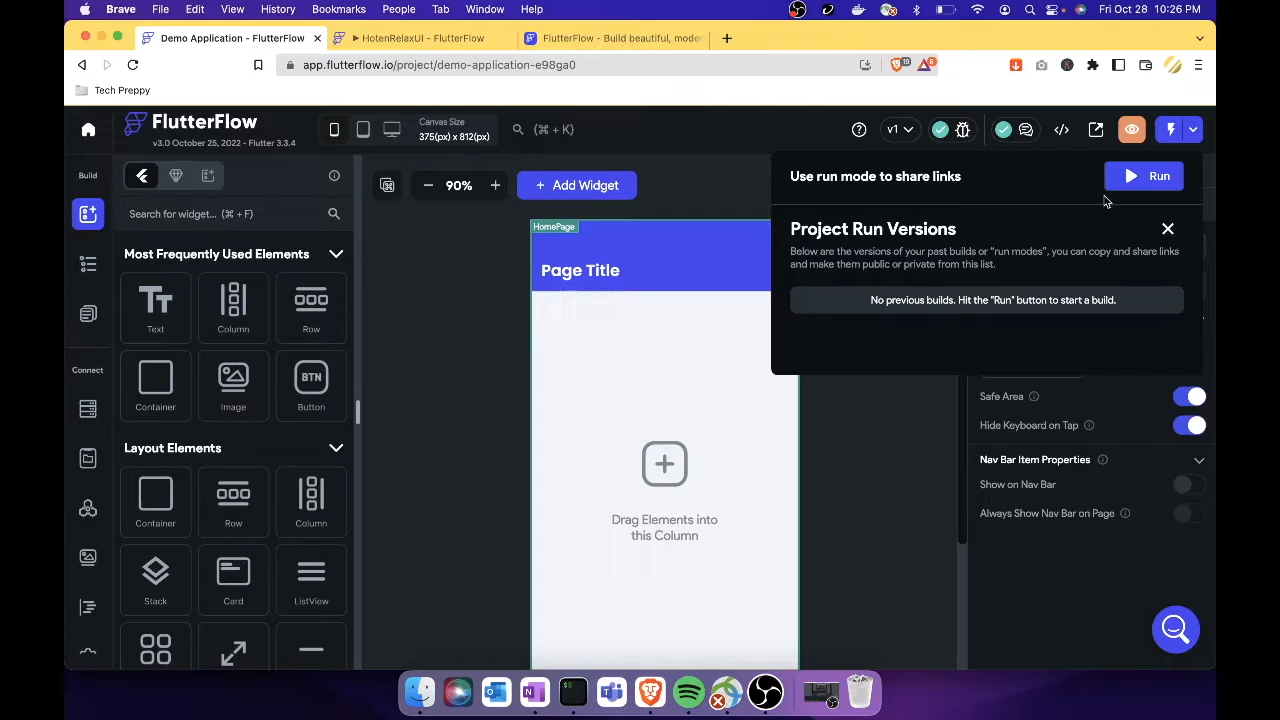 Brave File Edit View History Bookmarks People Tab Window Help Fri Oct 28 10:26 PM
Demo Application - FlutterFlow HotenRelaxUI - FlutterFlow FlutterFlow - Build beautiful, moder
app.flutterflow.io/project/demo-application-e98ga0 19 6
Tech Preppy
FlutterFlow
v3.0 October 25, 2022 - Flutter 3.3.4
Canvas Size
375(px) x 812(px)
(⌘ + K)
v1
Build
90%
+ Add Widget
Use run mode to share links
Run
Search for widget... (⌘ + F)
HomePage
Project Run Versions
Below are the versions of your past builds or "run modes", you can copy and share links
and make them public or private from this list.
No previous builds. Hit the "Run" button to start a build.
Most Frequently Used Elements
Page Title
Tт
Text
Column
Row
Connect
BTN
Container
Image
Button
Safe Area
Hide Keyboard on Tap
Layout Elements
Nav Bar Item Properties
Show on Nav Bar
Always Show Nav Bar on Page
Container
Row
Column
Drag Elements into
this Column
Stack
Card
ListView